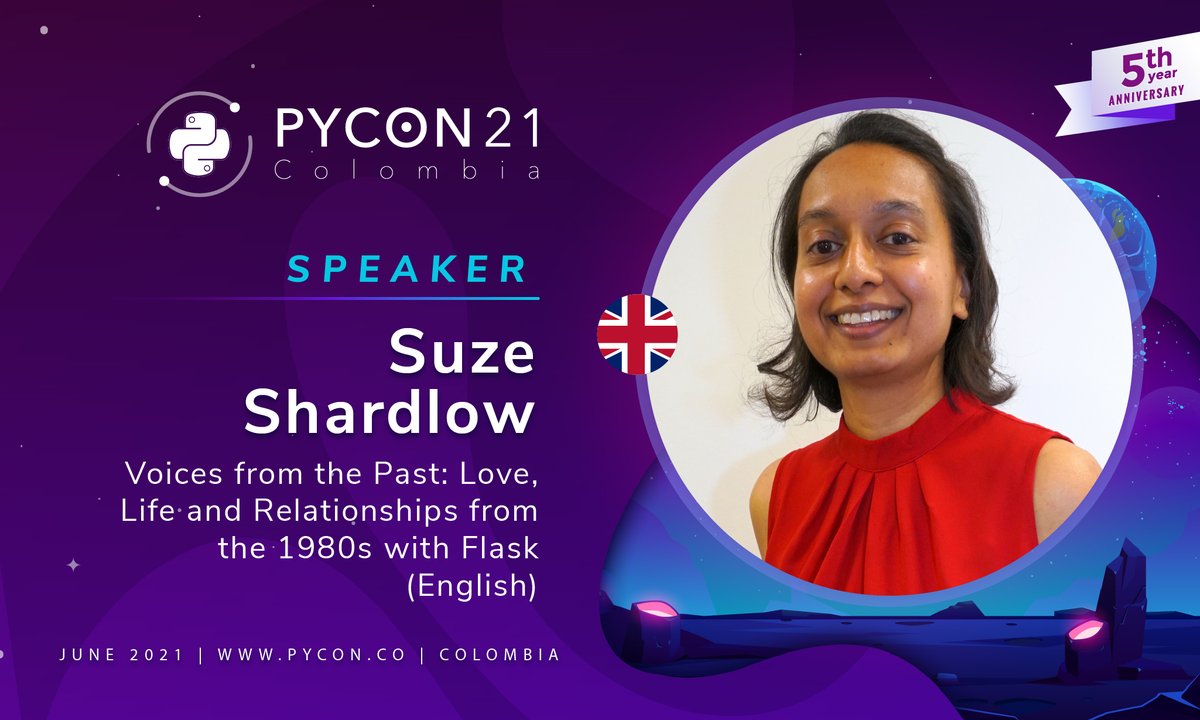 5th
year
ANNIVERSARY
PYCON 21
Colombia
SPEAKER
Suze
Shardlow
Voices from the Past: Love,
Life and Relationships from
the 1980s with Flask
(English)
JUNE 2021 | WWW.PYCON.CO | COLOMBIA